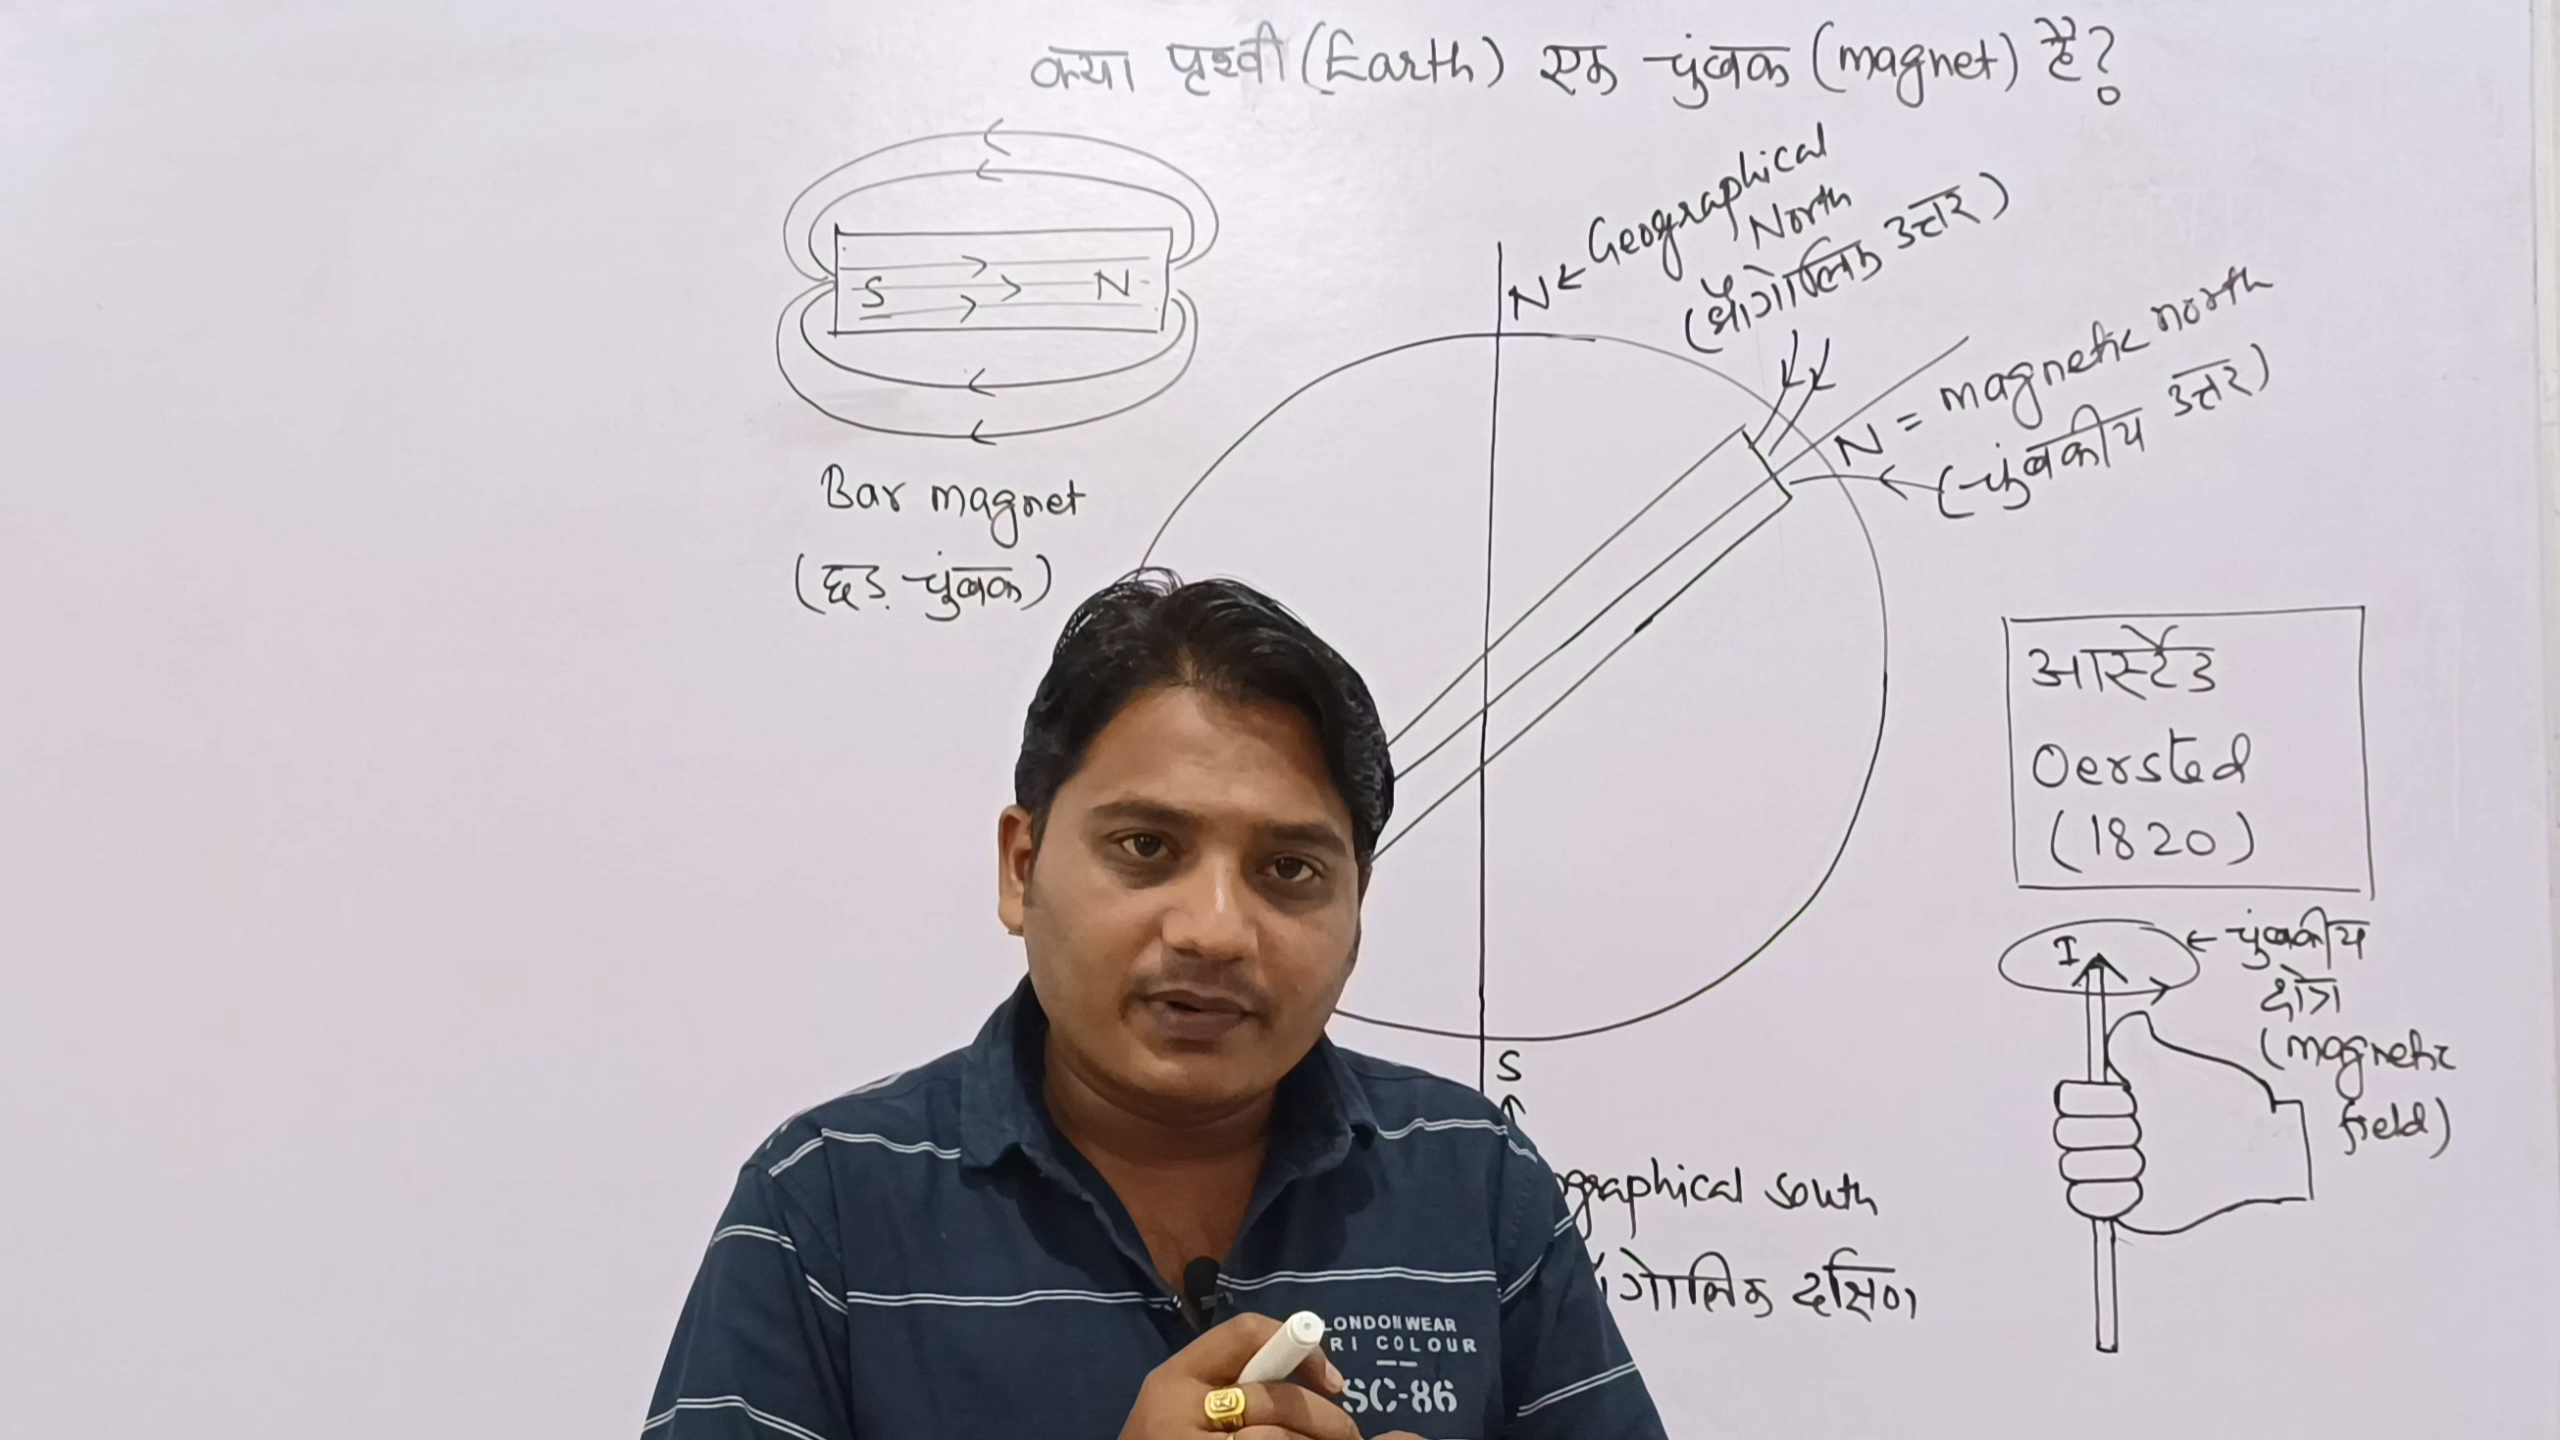 क्या पृथ्वी (Earth) एक चुंबक (magnet) है?
S N
Bar magnet
(छड़ चुंबक)
N ← Geographical
North
(भौगोलिक उत्तर)
N = magnetic north
(चुंबकीय उत्तर)
आर्स्टेड
Oersted
(1820)
I
← चुंबकीय
क्षेत्र
(magnetic
field)
S
ographical south
गोलिक दक्षिण
LONDON WEAR
RI COLOUR
SC-86